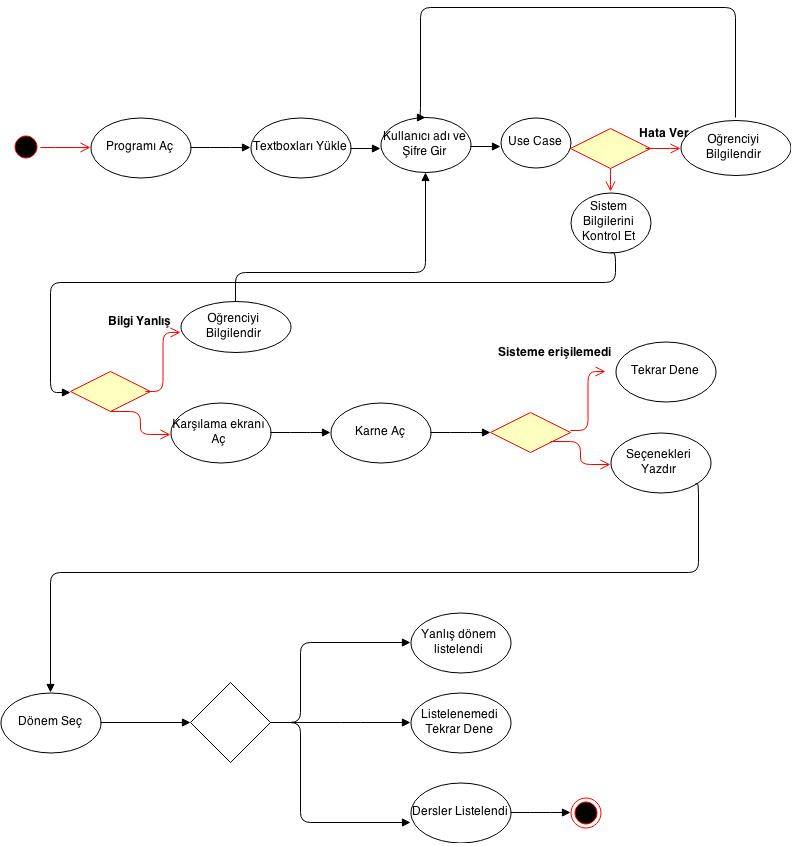 Programı Aç
Textboxları Yükle
Kullanıcı adı ve
Şifre Gir
Use Case
Hata Ver
Öğrenciyi
Bilgilendir
Sistem
Bilgilerini
Kontrol Et
Bilgi Yanlış
Öğrenciyi
Bilgilendir
Karşılama ekranı
Aç
Karne Aç
Sisteme erişilemedi
Tekrar Dene
Seçenekleri
Yazdır
Dönem Seç
Yanlış dönem
listelendi
Listelenemedi
Tekrar Dene
Dersler Listelendi